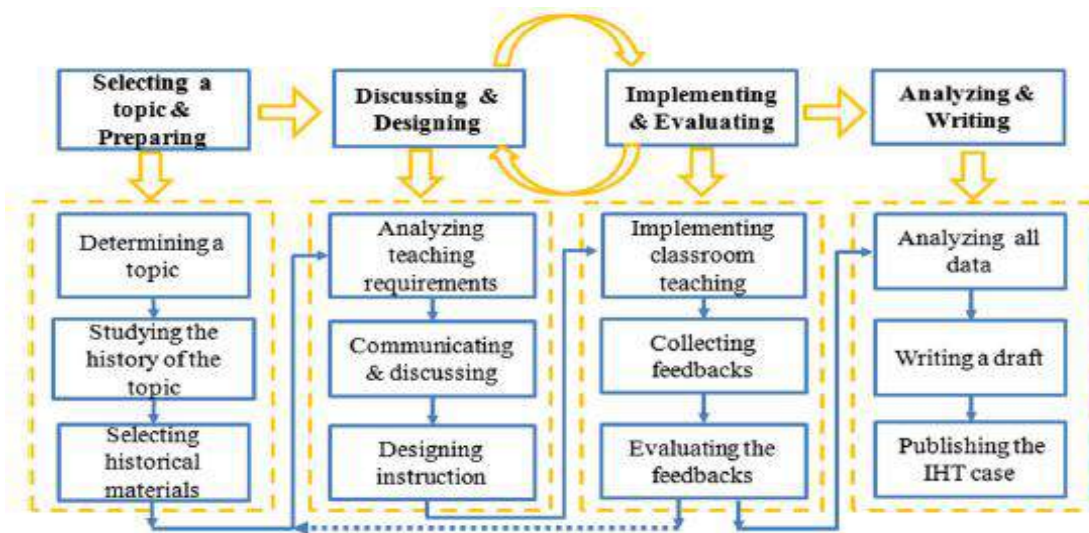 Selecting a
topic &
Preparing
Discussing &
Designing
Implementing
& Evaluating
Analyzing &
Writing
Determining a
topic
Studying the
history of the
topic
Selecting
historical
materials
Analyzing
teaching
requirements
Communicating
& discussing
Designing
instruction
Implementing
classroom
teaching
Collecting
feedbacks
Evaluating the
feedbacks
Analyzing all
data
Writing a draft
Publishing the
IHT case